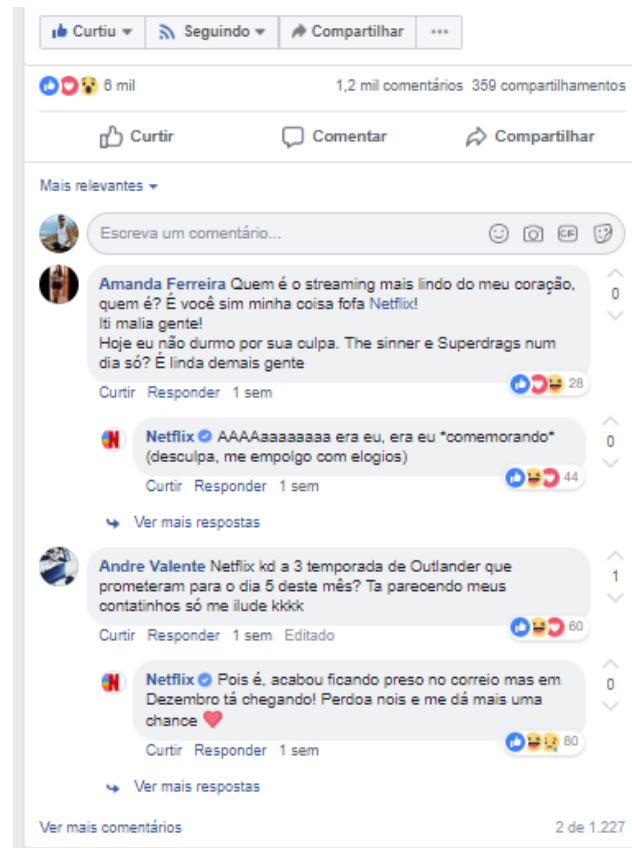 Curtiu Seguindo Compartilhar ...
6 mil 1,2 mil comentários 359 compartilhamentos
Curtir Comentar Compartilhar
Mais relevantes
Escreva um comentário... GIF
Amanda Ferreira Quem é o streaming mais lindo do meu coração,
quem é? É você sim minha coisa fofa Netflix!
Iti malia gente!
Hoje eu não durmo por sua culpa. The sinner e Superdrags num
dia só? É linda demais gente
0
28
Curtir Responder 1 sem
N Netflix AAAAaaaaaaaa era eu, era eu *comemorando*
(desculpa, me empolgo com elogios)
0
44
Curtir Responder 1 sem
Ver mais respostas
Andre Valente Netflix kd a 3 temporada de Outlander que
prometeram para o dia 5 deste mês? Ta parecendo meus
contatinhos só me ilude kkkk
1
60
Curtir Responder 1 sem Editado
N Netflix Pois é, acabou ficando preso no correio mas em
Dezembro tá chegando! Perdoa nois e me dá mais uma
chance
0
80
Curtir Responder 1 sem
Ver mais respostas
Ver mais comentários 2 de 1.227